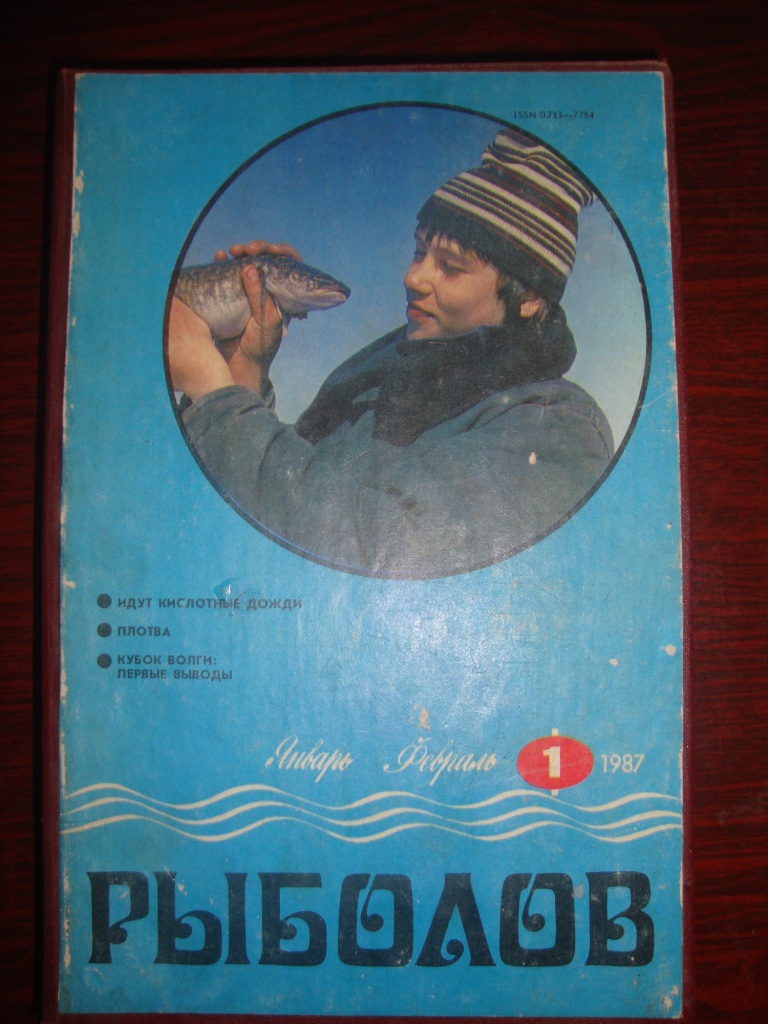 ISSN 0233—7754
ИДУТ КИСЛОТНЫЕ ДОЖДИ
ПЛОТВА
КУБОК ВОЛГИ:
ПЕРВЫЕ ВЫВОДЫ
Январь Февраль 1 1987
РЫБОЛОВ